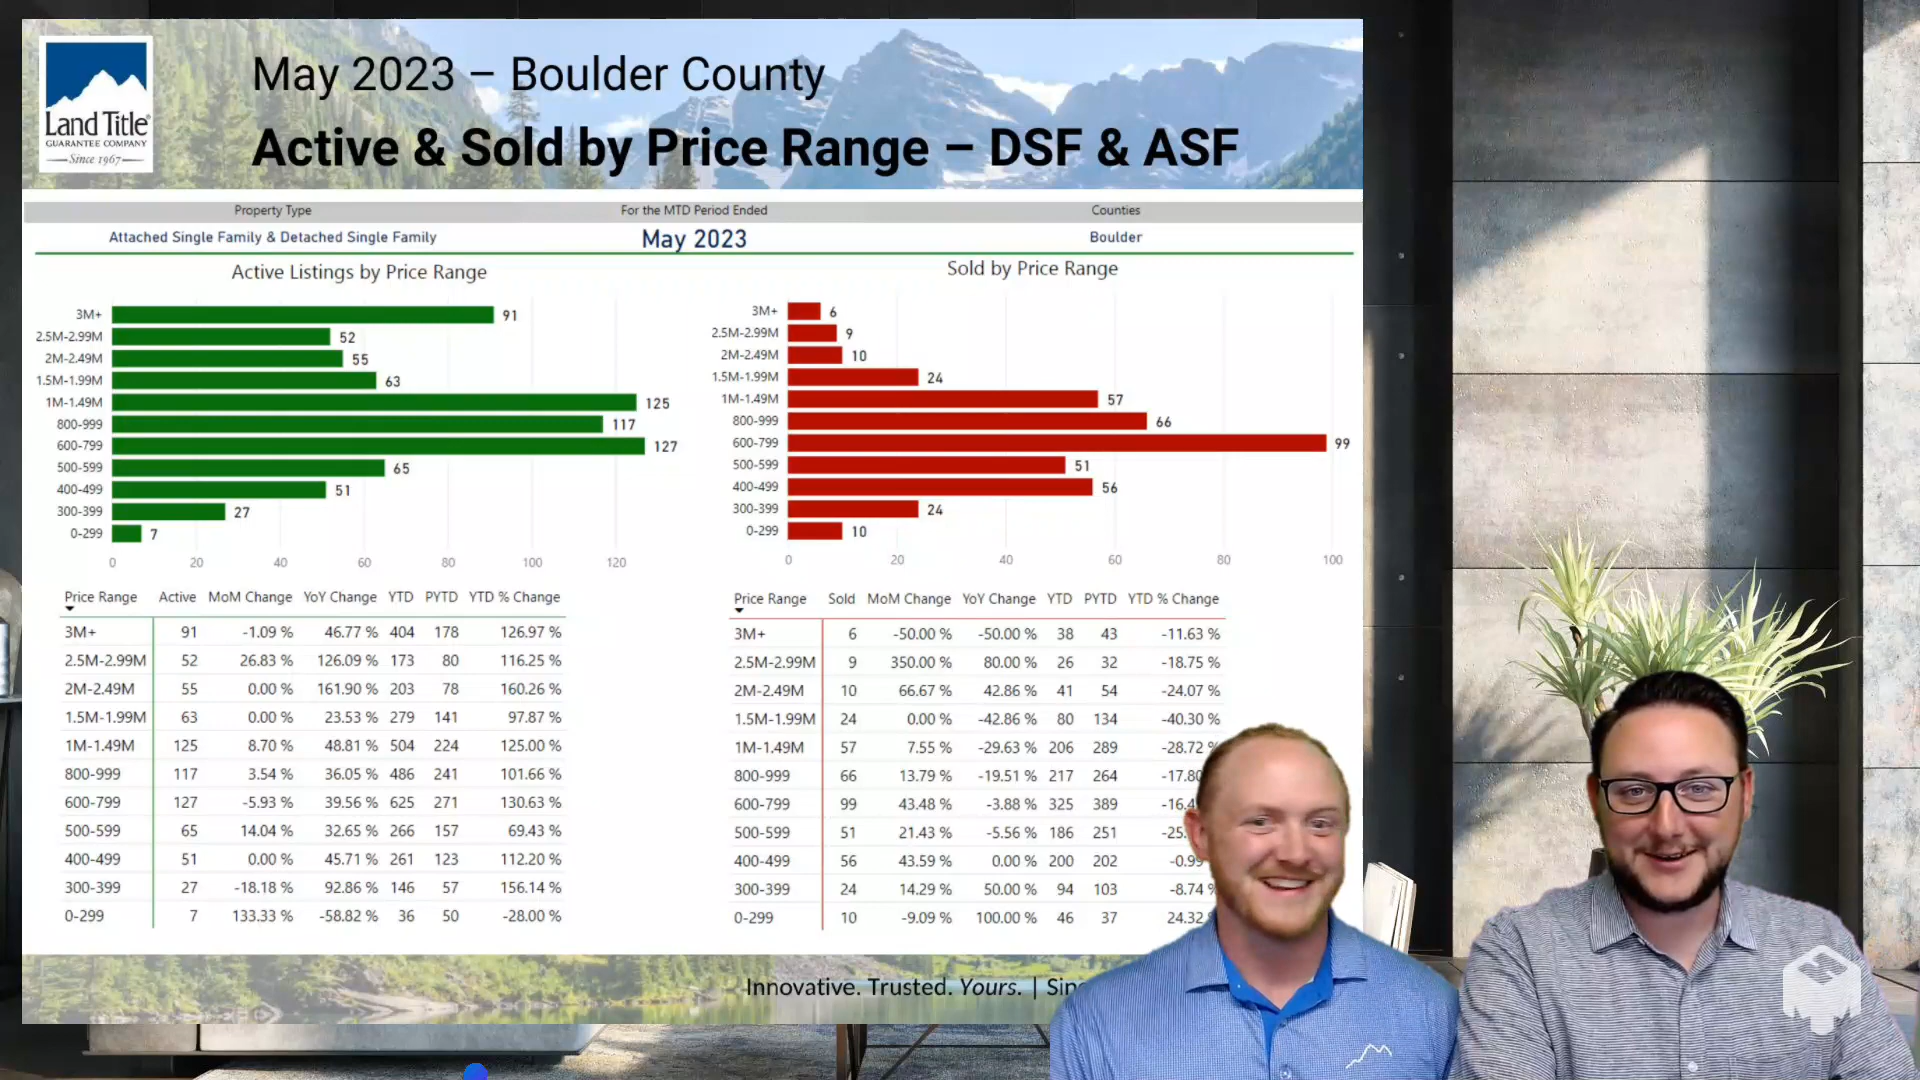 Land Title®
GUARANTEE COMPANY
Since 1967
May 2023 – Boulder County
Active & Sold by Price Range – DSF & ASF
Property Type For the MTD Period Ended Counties
Attached Single Family & Detached Single Family May 2023 Boulder
Active Listings by Price Range
3M+ 91
2.5M-2.99M 52
2M-2.49M 55
1.5M-1.99M 63
1M-1.49M 125
800-999 117
600-799 127
500-599 65
400-499 51
300-399 27
0-299 7
0 20 40 60 80 100 120
Price Range Active MoM Change YoY Change YTD PYTD YTD % Change
3M+ 91 -1.09 % 46.77 % 404 178 126.97 %
2.5M-2.99M 52 26.83 % 126.09 % 173 80 116.25 %
2M-2.49M 55 0.00 % 161.90 % 203 78 160.26 %
1.5M-1.99M 63 0.00 % 23.53 % 279 141 97.87 %
1M-1.49M 125 8.70 % 48.81 % 504 224 125.00 %
800-999 117 3.54 % 36.05 % 486 241 101.66 %
600-799 127 -5.93 % 39.56 % 625 271 130.63 %
500-599 65 14.04 % 32.65 % 266 157 69.43 %
400-499 51 0.00 % 45.71 % 261 123 112.20 %
300-399 27 -18.18 % 92.86 % 146 57 156.14 %
0-299 7 133.33 % -58.82 % 36 50 -28.00 %
Sold by Price Range
3M+ 6
2.5M-2.99M 9
2M-2.49M 10
1.5M-1.99M 24
1M-1.49M 57
800-999 66
600-799 99
500-599 51
400-499 56
300-399 24
0-299 10
0 20 40 60 80 100
Price Range Sold MoM Change YoY Change YTD PYTD YTD % Change
3M+ 6 -50.00 % -50.00 % 38 43 -11.63 %
2.5M-2.99M 9 350.00 % 80.00 % 26 32 -18.75 %
2M-2.49M 10 66.67 % 42.86 % 41 54 -24.07 %
1.5M-1.99M 24 0.00 % -42.86 % 80 134 -40.30 %
1M-1.49M 57 7.55 % -29.63 % 206 289 -28.72 %
800-999 66 13.79 % -19.51 % 217 264 -17.80
600-799 99 43.48 % -3.88 % 325 389 -16.4
500-599 51 21.43 % -5.56 % 186 251 -25.
400-499 56 43.59 % 0.00 % 200 202 -0.99
300-399 24 14.29 % 50.00 % 94 103 -8.74 %
0-299 10 -9.09 % 100.00 % 46 37 24.32
Innovative. Trusted. Yours. |